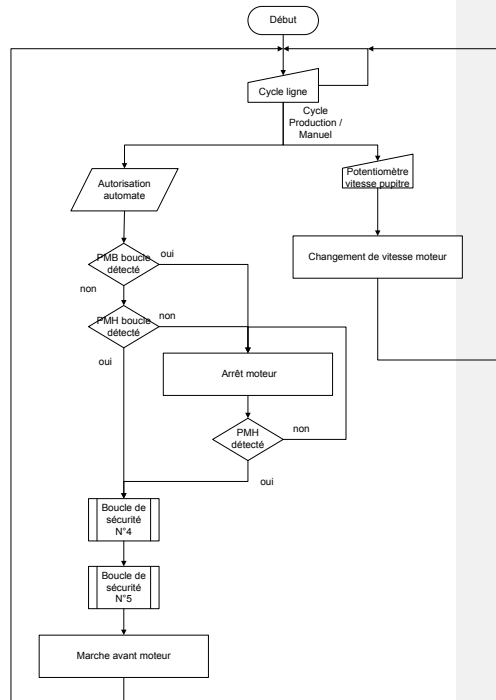 Début
Cycle ligne
Cycle
Production /
Manuel
Autorisation
automate
Potentiomètre
vitesse pupitre
PMB boucle
détecté
oui
non
Changement de vitesse moteur
PMH boucle
détecté
non
oui
Arrêt moteur
PMH
détecté
non
oui
Boucle de
sécurité
N°4
Boucle de
sécurité
N°5
Marche avant moteur